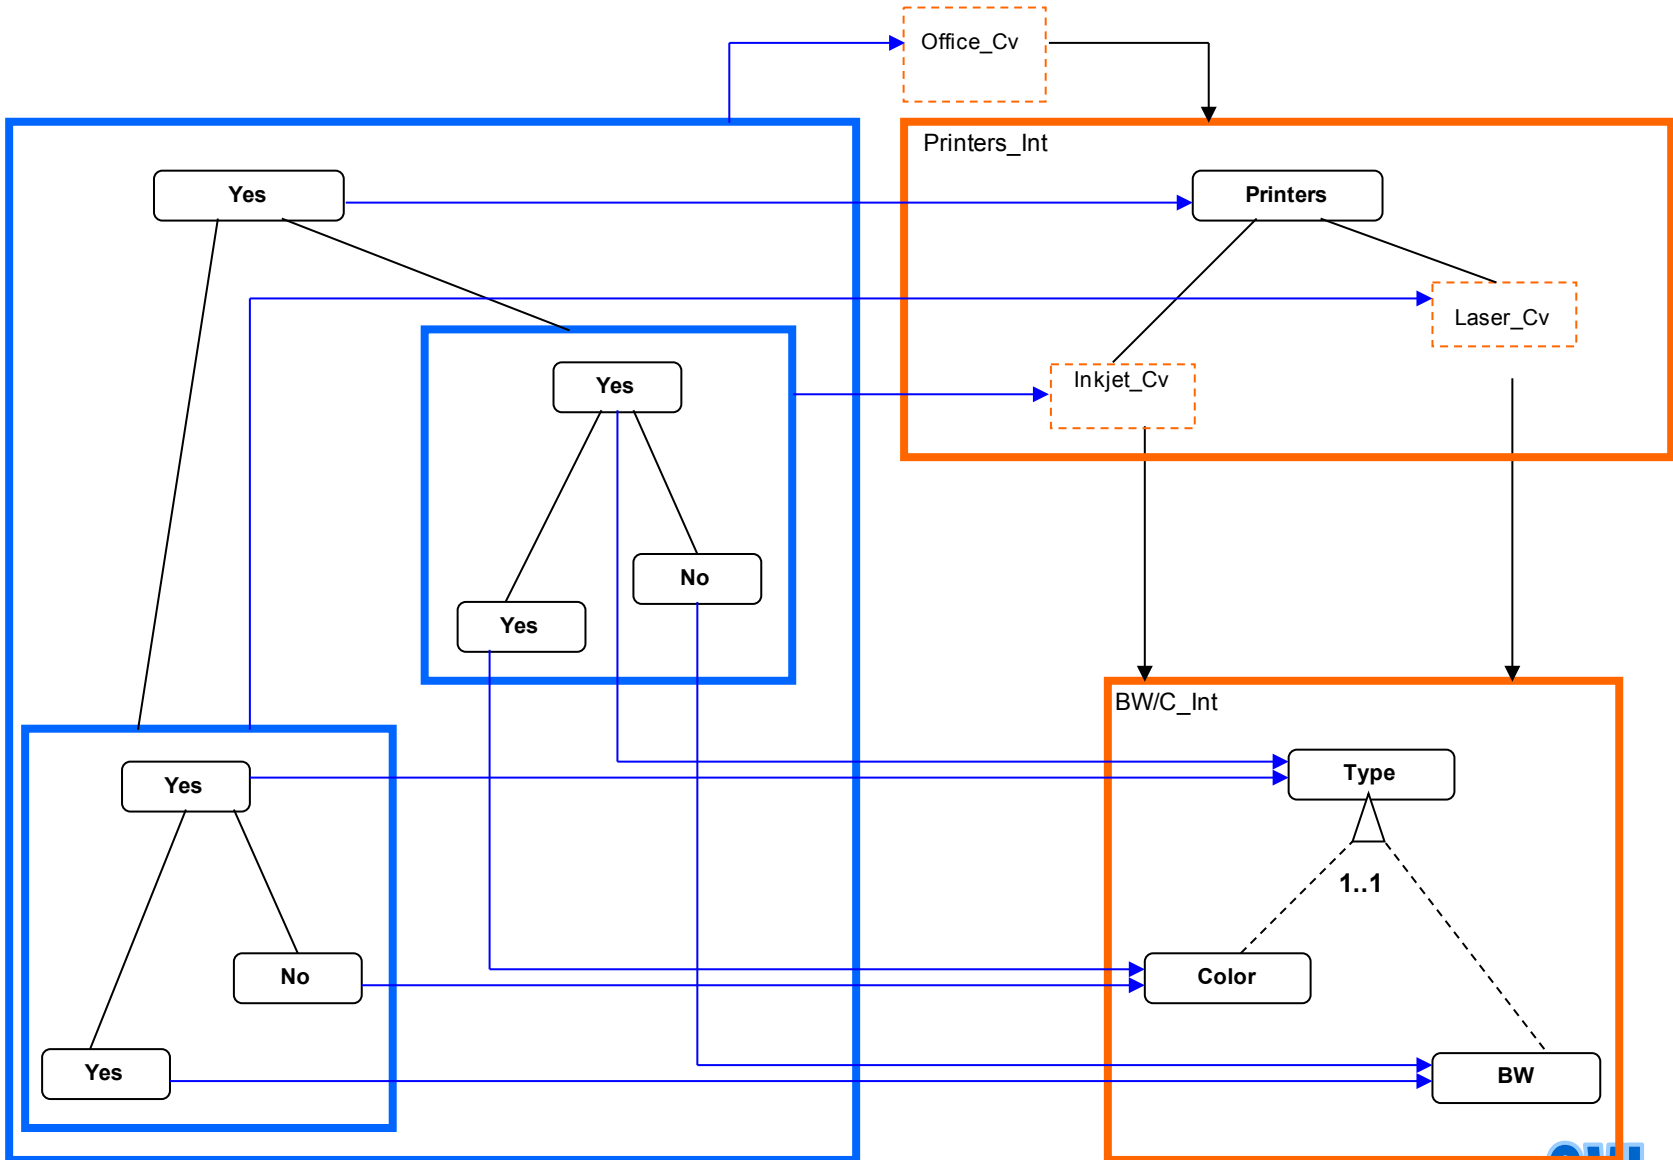 Office_Cv
Printers_Int
Yes
Printers
Laser_Cv
Inkjet_Cv
Yes
No
Yes
BW/C_Int
Yes
Type
1..1
No
Color
Yes
BW